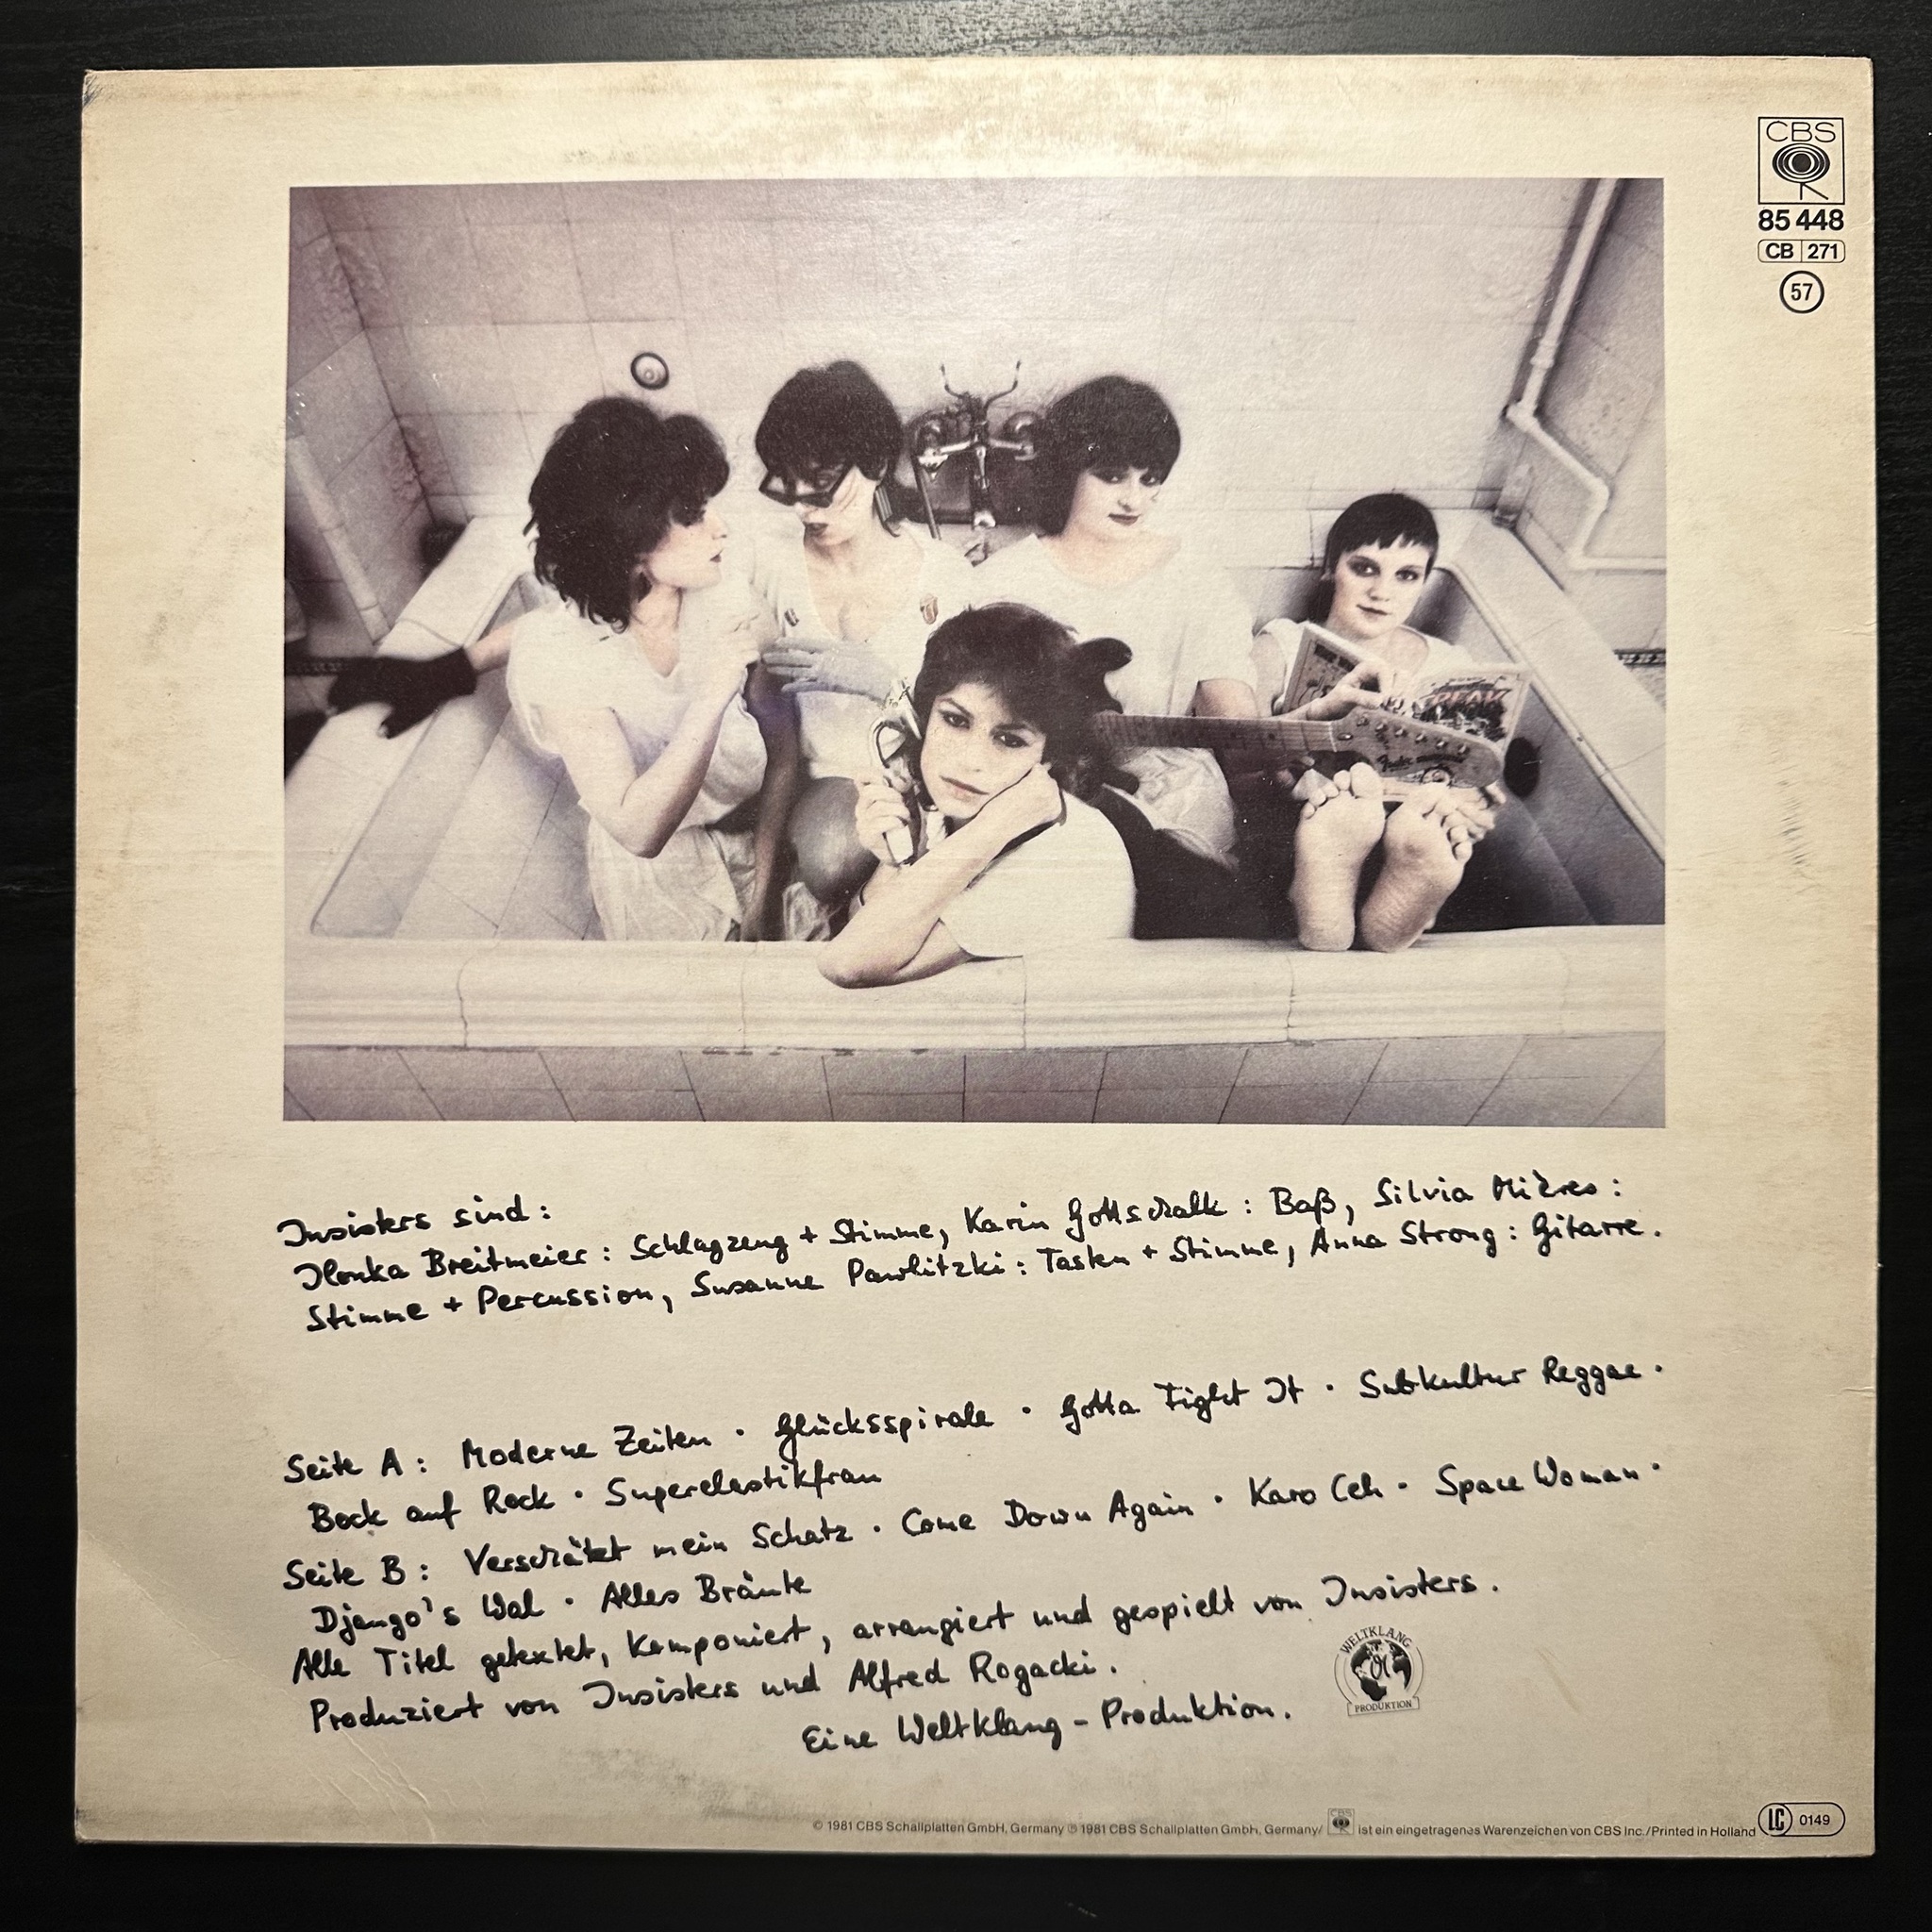 CBS
85 448
CB 271
57
FREAK
Fender
Insisters sind:
Ilonka Breitmeier: Schlagzeug + Stimme, Karin Gottschalk: Baß, Silvia Mières:
Stimme + Percussion, Susanne Pawlitzki: Tasten + Stimme, Anna Strong: Gitarre.
Seite A: Moderne Zeiten · Glücksspirale · Gotta Fight It · Subkultur Reggae ·
Bock auf Rock · Superelastikfrau
Seite B: Verschätzt mein Schatz · Come Down Again · Karo Ceh · Space Woman ·
Django's Wal · Alles Bräute
Alle Titel getextet, komponiert, arrangiert und gespielt von Insisters.
Produziert von Insisters und Alfred Rogacki.
Eine Weltklang-Produktion.
WELTKLANG
PRODUKTION
© 1981 CBS Schallplatten GmbH, Germany ℗ 1981 CBS Schallplatten GmbH, Germany/ CBS ist ein eingetragenes Warenzeichen von CBS Inc./Printed in Holland LC 0149